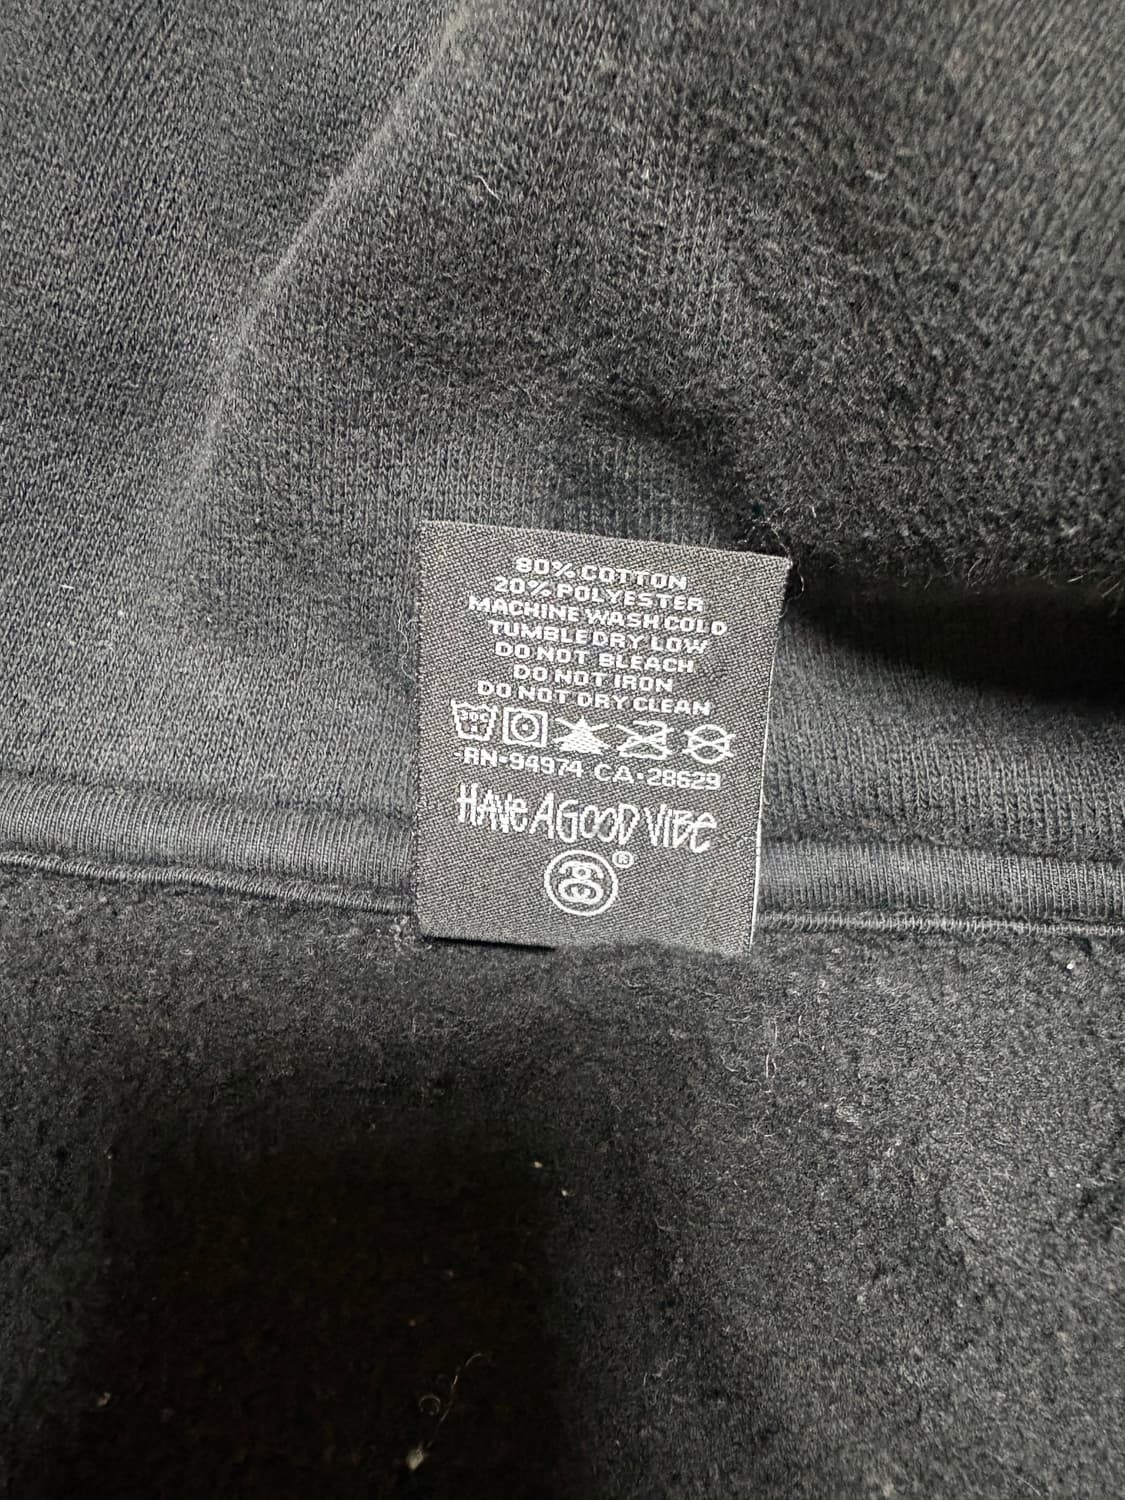 80% COTTON
20% POLYESTER
MACHINE WASH COLD
TUMBLE DRY LOW
DO NOT BLEACH
DO NOT IRON
DO NOT DRY CLEAN
30C
RN•94974 CA•28629
HAVE A GOOD VIBE
®